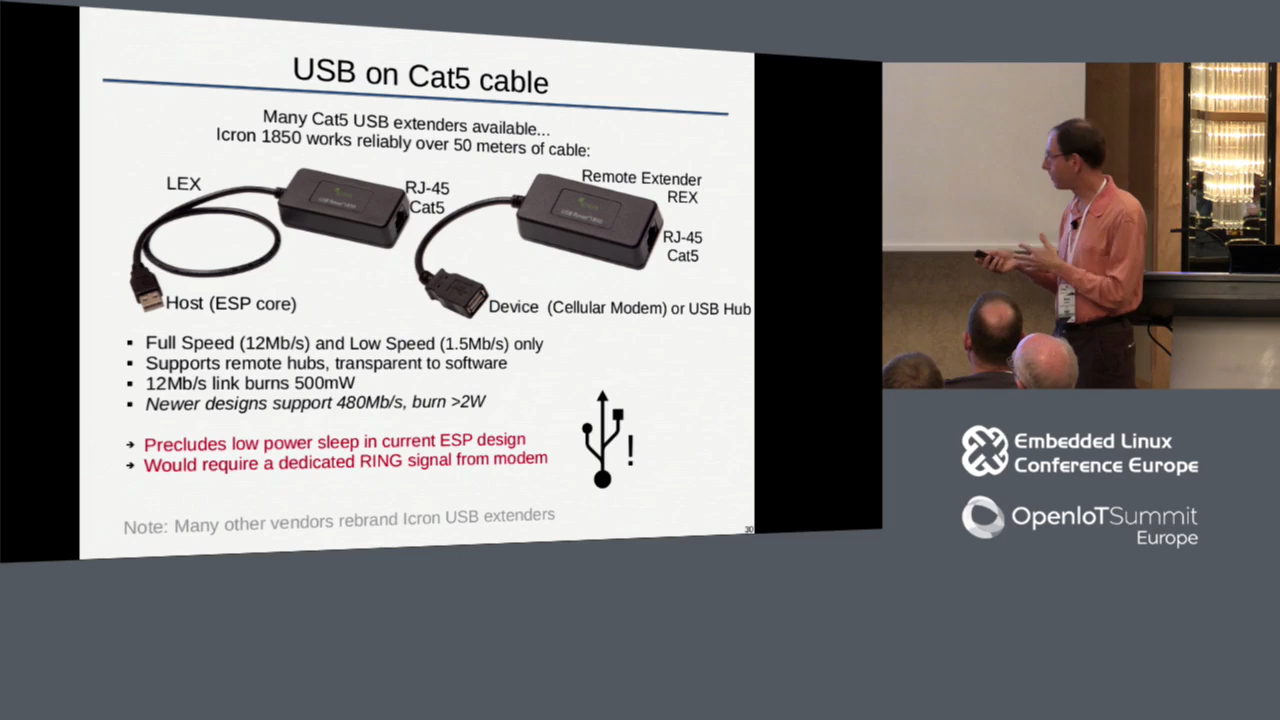 USB on Cat5 cable
Many Cat5 USB extenders available...
Icron 1850 works reliably over 50 meters of cable:
LEX
RJ-45
Cat5
Remote Extender
REX
RJ-45
Cat5
Host (ESP core)
Device (Cellular Modem) or USB Hub
▪ Full Speed (12Mb/s) and Low Speed (1.5Mb/s) only
▪ Supports remote hubs, transparent to software
▪ 12Mb/s link burns 500mW
▪ Newer designs support 480Mb/s, burn >2W
!
➔ Precludes low power sleep in current ESP design
➔ Would require a dedicated RING signal from modem
Note: Many other vendors rebrand Icron USB extenders
30
Embedded Linux
Conference Europe
OpenIoTSummit
Europe